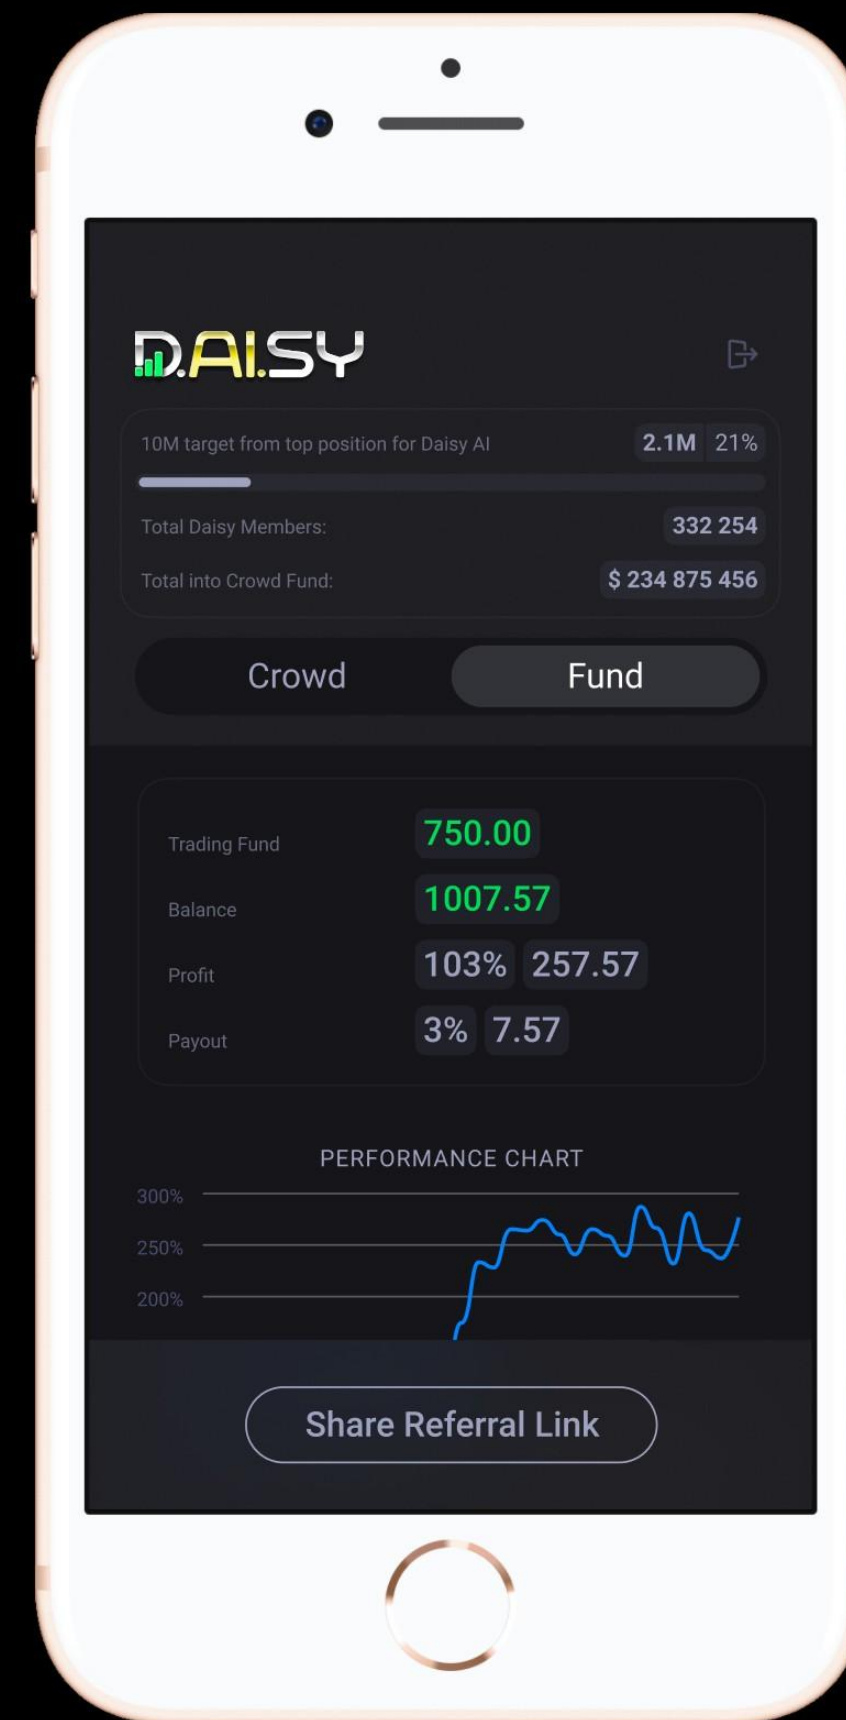 D.AI.SY
10M target from top position for Daisy AI 2.1M 21%
Total Daisy Members: 332 254
Total into Crowd Fund: $ 234 875 456
Crowd Fund
Trading Fund 750.00
Balance 1007.57
Profit 103% 257.57
Payout 3% 7.57
PERFORMANCE CHART
300%
250%
200%
Share Referral Link